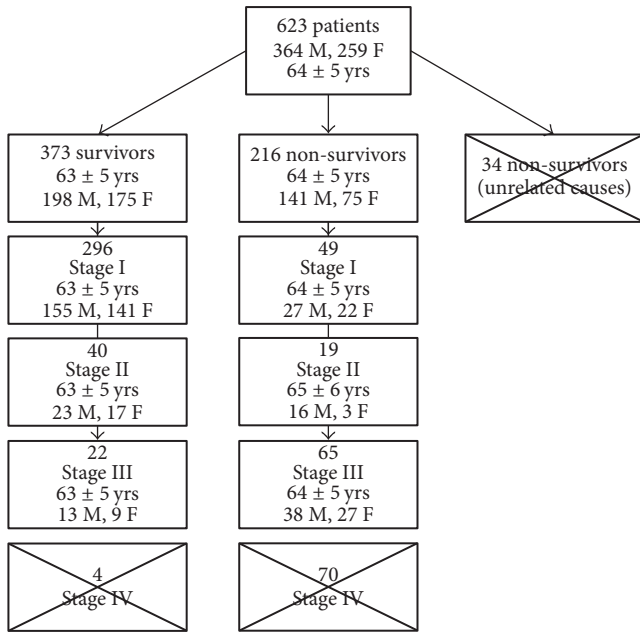 623 patients
364 M, 259 F
64 ± 5 yrs
373 survivors
63 ± 5 yrs
198 M, 175 F
216 non-survivors
64 ± 5 yrs
141 M, 75 F
34 non-survivors
(unrelated causes)
296
Stage I
63 ± 5 yrs
155 M, 141 F
49
Stage I
64 ± 5 yrs
27 M, 22 F
40
Stage II
63 ± 5 yrs
23 M, 17 F
19
Stage II
65 ± 6 yrs
16 M, 3 F
22
Stage III
63 ± 5 yrs
13 M, 9 F
65
Stage III
64 ± 5 yrs
38 M, 27 F
4
Stage IV
70
Stage IV